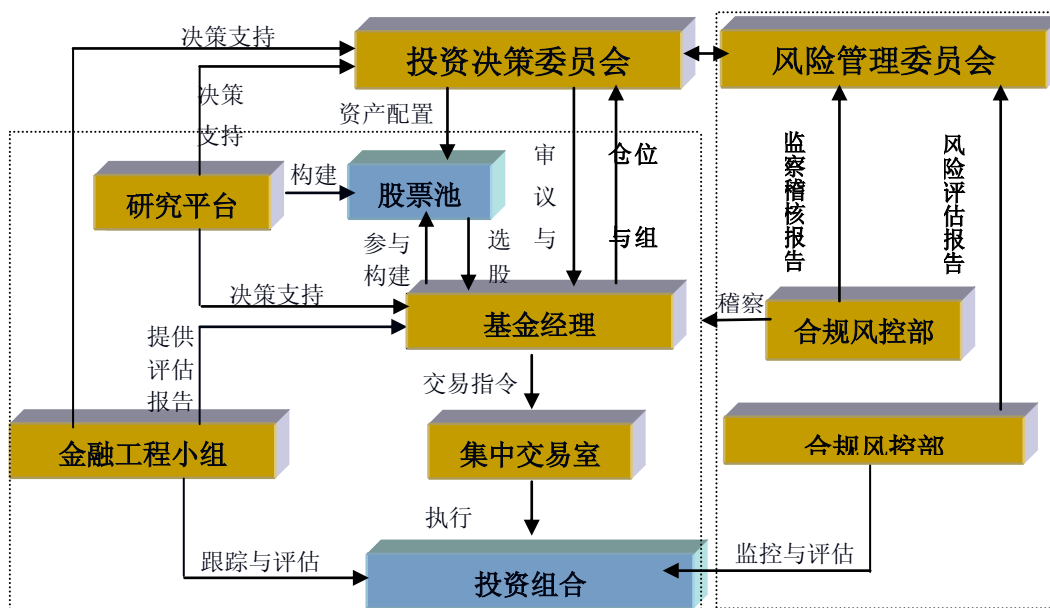 决策支持
投资决策委员会
风险管理委员会
决策
支持
资产配置
审
议
与
仓位
与组
监察稽核报告
风险评估报告
研究平台
构建
股票池
参与
构建
选
股
决策支持
基金经理
稽察
合规风控部
提供
评估
报告
交易指令
金融工程小组
集中交易室
合规风控部
执行
跟踪与评估
投资组合
监控与评估